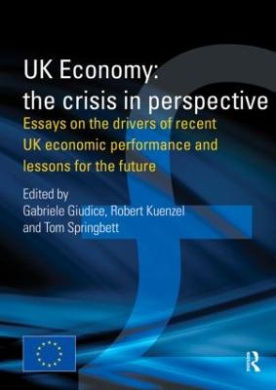 UK Economy:
the crisis in perspective
Essays on the drivers of recent
UK economic performance and
lessons for the future
Edited by
Gabriele Giudice, Robert Kuenzel
and Tom Springbett
R